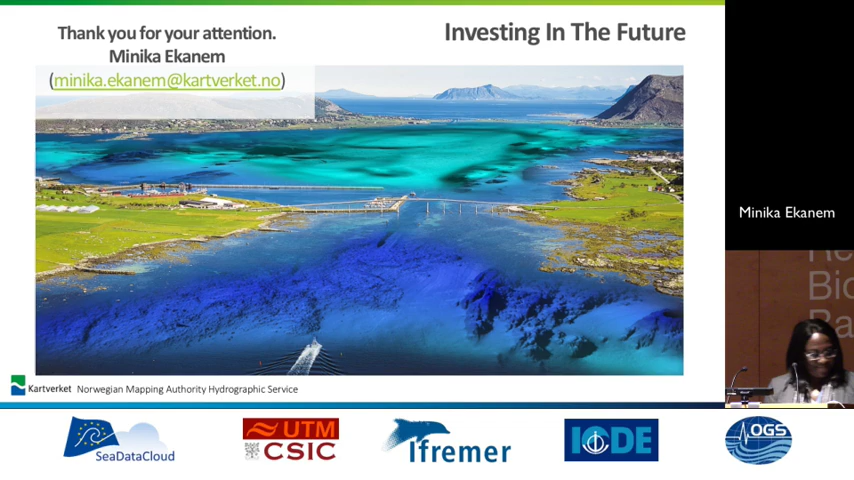 Thank you for your attention.
Minika Ekanem
(minika.ekanem@kartverket.no)
Investing In The Future
Minika Ekanem
Kartverket Norwegian Mapping Authority Hydrographic Service
SeaDataCloud
UTM
CSIC
Ifremer
IODE
OGS